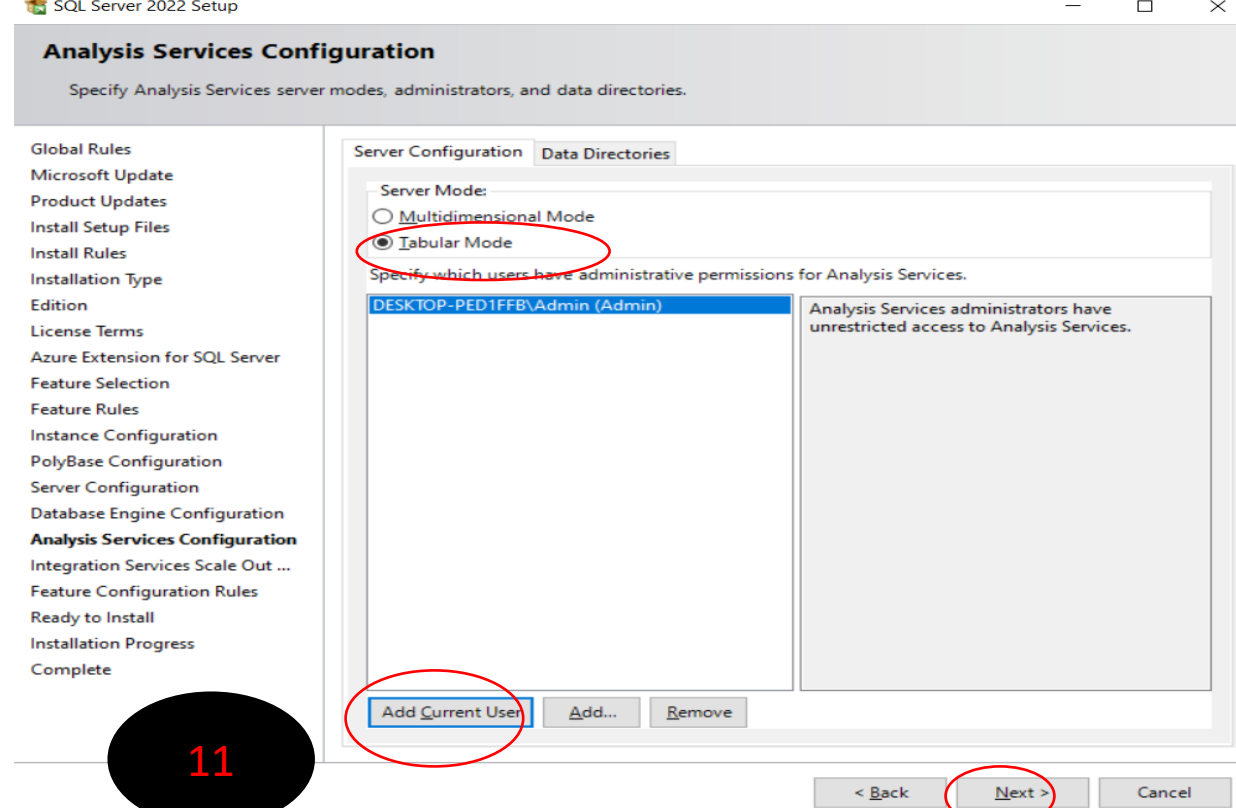 SQL Server 2022 Setup
Analysis Services Configuration
Specify Analysis Services server modes, administrators, and data directories.
Global Rules
Microsoft Update
Product Updates
Install Setup Files
Install Rules
Installation Type
Edition
License Terms
Azure Extension for SQL Server
Feature Selection
Feature Rules
Instance Configuration
PolyBase Configuration
Server Configuration
Database Engine Configuration
Analysis Services Configuration
Integration Services Scale Out ...
Feature Configuration Rules
Ready to Install
Installation Progress
Complete
Server Configuration Data Directories
Server Mode:
Multidimensional Mode
Tabular Mode
Specify which users have administrative permissions for Analysis Services.
DESKTOP-PED1FFB\Admin (Admin)
Analysis Services administrators have
unrestricted access to Analysis Services.
Add Current User Add... Remove
11
< Back Next > Cancel